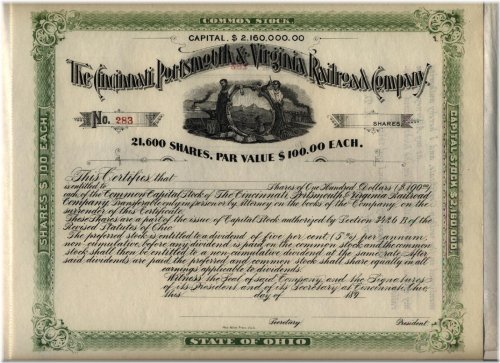 COMMON STOCK
CAPITAL. $ 2,160,000.00
The Cincinnati Portsmouth & Virginia Railroad Company
No. 283
SHARES
21,600 SHARES, PAR VALUE $100.00 EACH.
SHARES $100 EACH.
CAPITAL STOCK $2,160,000
This Certifies that
is entitled to Shares of One Hundred Dollars ($100.00)
each, of the Common Capital Stock of The Cincinnati, Portsmouth & Virginia Railroad
Company, Transferable only in person or by Attorney on the books of the Company, on the
surrender of this Certificate.
These Shares are a part of the issue of Capital Stock authorized by Section
Revised Statutes of Ohio.
The preferred stock is entitled to a dividend of five per cent (5%) per annum
non-cumulative, before any dividend is paid on the common stock and the common
stock shall then be entitled to a non-cumulative dividend at the same rate. After
said dividends are paid, the preferred and common stock shall share equally in all
earnings applicable to dividends.
Witness the Seal of said Company, and the Signatures
of its President and of its Secretary at Cincinnati, Ohio
this day of 189
Secretary.
President.
STATE OF OHIO